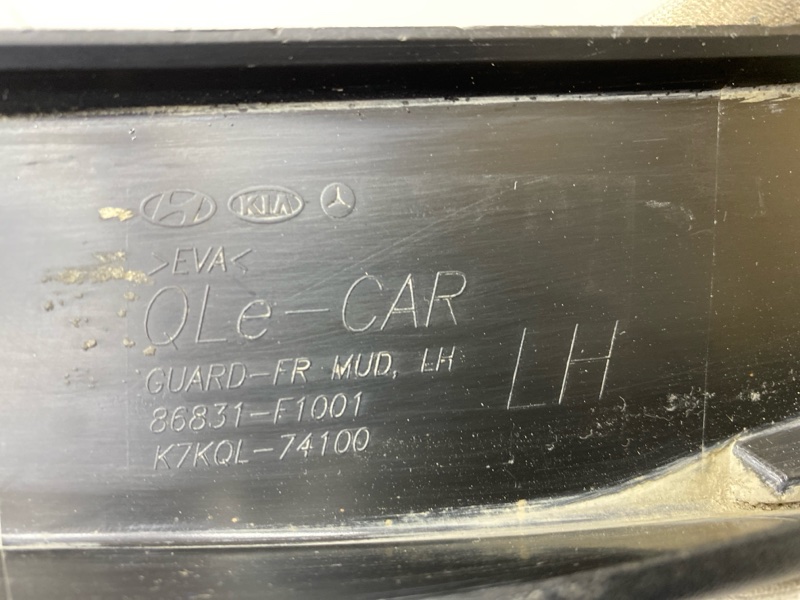 KIA
>EVA<
QLe-CAR
GUARD-FR MUD, LH
86831-F1001
K7KQL-74100
LH